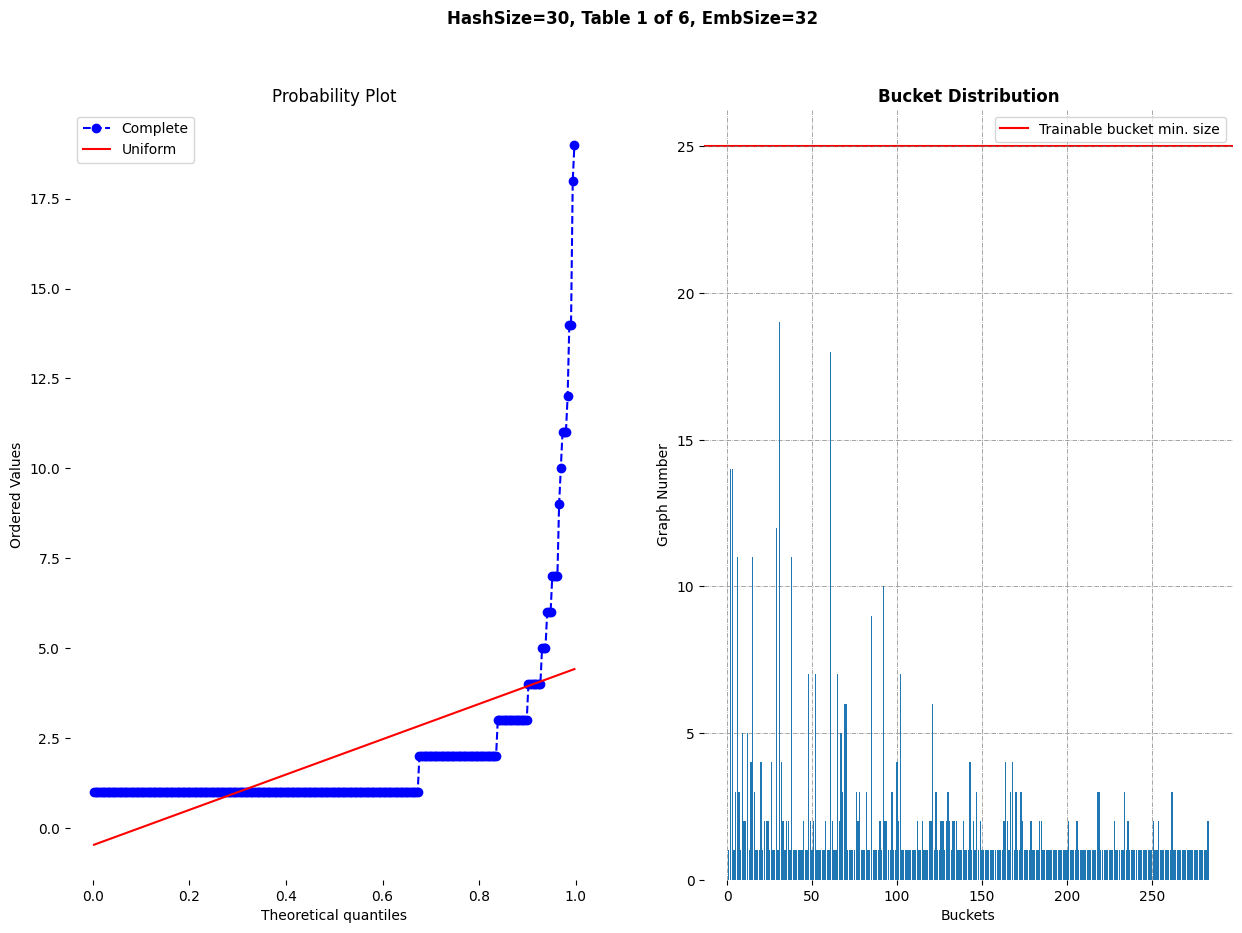 HashSize=30, Table 1 of 6, EmbSize=32
Probability Plot
Complete
Uniform
17.5
15.0
12.5
10.0
7.5
5.0
2.5
0.0
Ordered Values
0.0 0.2 0.4 0.6 0.8 1.0
Theoretical quantiles
Bucket Distribution
Trainable bucket min. size
25
20
15
10
5
0
Graph Number
0 50 100 150 200 250
Buckets